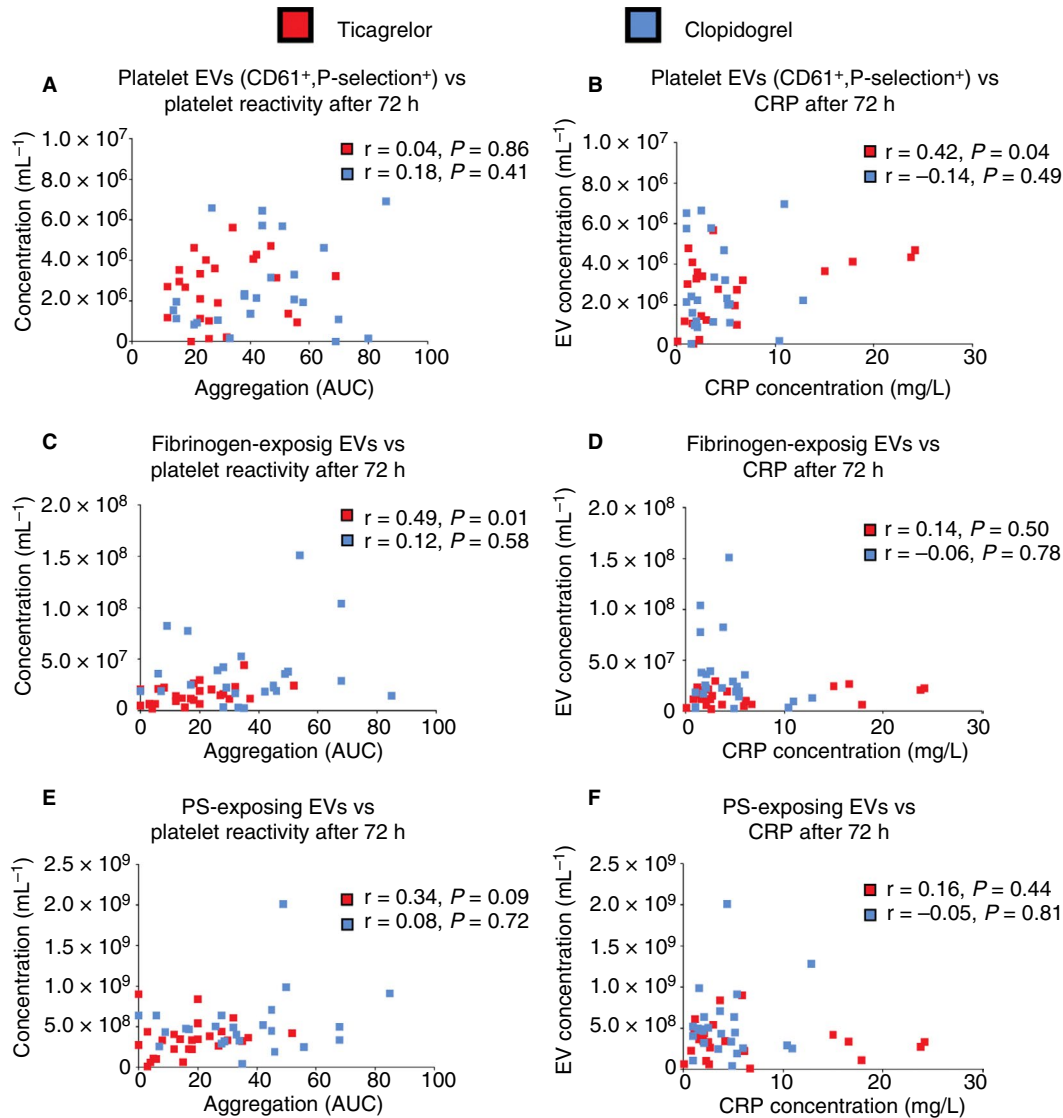 Ticagrelor
Clopidogrel
A
Platelet EVs (CD61⁺,P-selection⁺) vs
platelet reactivity after 72 h
Concentration (mL⁻¹)
1.0 × 10⁷
8.0 × 10⁶
6.0 × 10⁶
4.0 × 10⁶
2.0 × 10⁶
0
r = 0.04, P = 0.86
r = 0.18, P = 0.41
0 20 40 60 80 100
Aggregation (AUC)
B
Platelet EVs (CD61⁺,P-selection⁺) vs
CRP after 72 h
EV concentration (mL⁻¹)
1.0 × 10⁷
8.0 × 10⁶
6.0 × 10⁶
4.0 × 10⁶
2.0 × 10⁶
0
r = 0.42, P = 0.04
r = –0.14, P = 0.49
0 10 20 30
CRP concentration (mg/L)
C
Fibrinogen-exposig EVs vs
platelet reactivity after 72 h
Concentration (mL⁻¹)
2.0 × 10⁸
1.5 × 10⁸
1.0 × 10⁸
5.0 × 10⁷
0
r = 0.49, P = 0.01
r = 0.12, P = 0.58
0 20 40 60 80 100
Aggregation (AUC)
D
Fibrinogen-exposig EVs vs
CRP after 72 h
EV concentration (mL⁻¹)
2.0 × 10⁸
1.5 × 10⁸
1.0 × 10⁸
5.0 × 10⁷
0
r = 0.14, P = 0.50
r = –0.06, P = 0.78
0 10 20 30
CRP concentration (mg/L)
E
PS-exposing EVs vs
platelet reactivity after 72 h
Concentration (mL⁻¹)
2.5 × 10⁹
2.0 × 10⁹
1.5 × 10⁹
1.0 × 10⁹
5.0 × 10⁸
0
r = 0.34, P = 0.09
r = 0.08, P = 0.72
0 20 40 60 80 100
Aggregation (AUC)
F
PS-exposing EVs vs
CRP after 72 h
EV concentration (mL⁻¹)
2.5 × 10⁹
2.0 × 10⁹
1.5 × 10⁹
1.0 × 10⁹
5.0 × 10⁸
0
r = 0.16, P = 0.44
r = –0.05, P = 0.81
0 10 20 30
CRP concentration (mg/L)